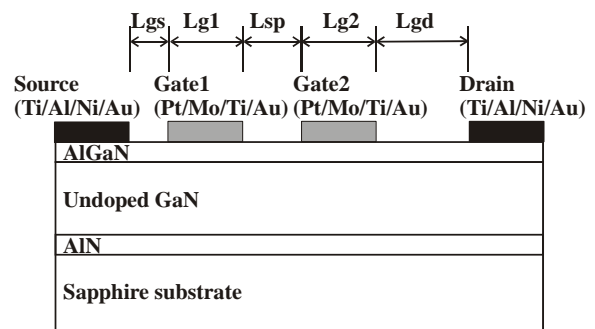 Lgs Lg1 Lsp Lg2 Lgd
Source Gate1 Gate2 Drain
(Ti/Al/Ni/Au) (Pt/Mo/Ti/Au) (Pt/Mo/Ti/Au) (Ti/Al/Ni/Au)
AlGaN
Undoped GaN
AlN
Sapphire substrate